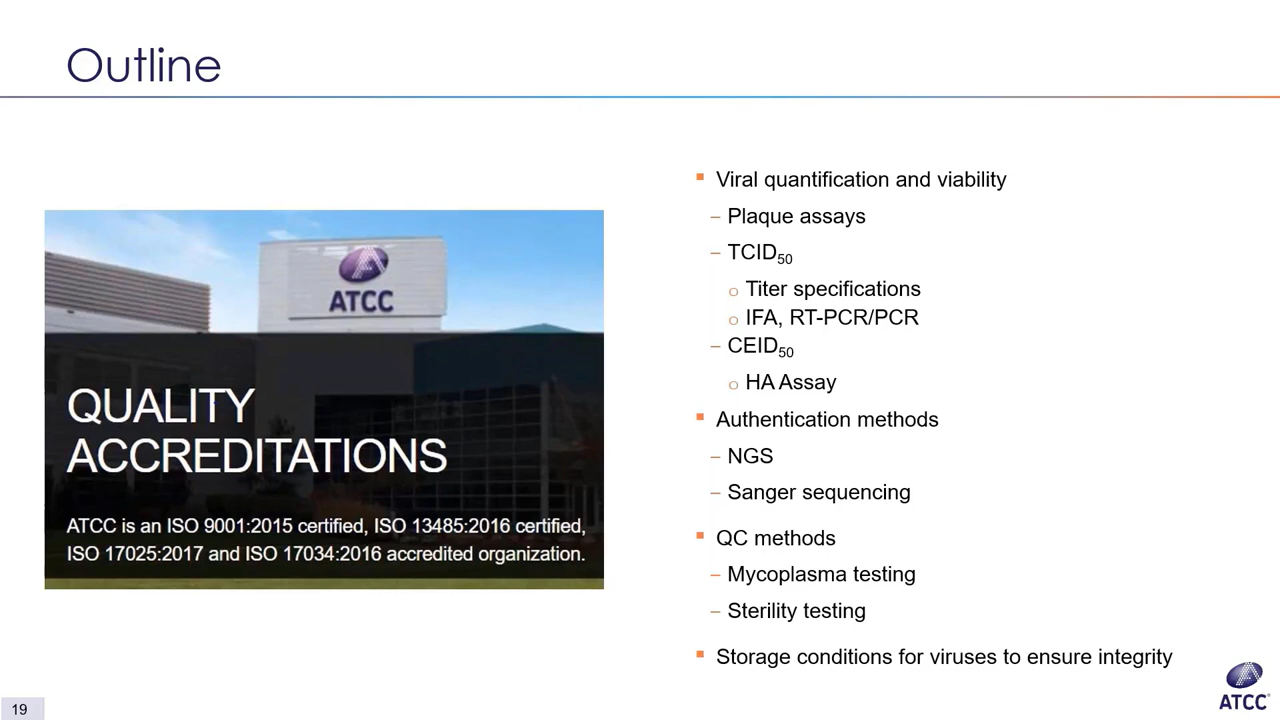 Outline
ATCC
QUALITY
ACCREDITATIONS
ATCC is an ISO 9001:2015 certified, ISO 13485:2016 certified,
ISO 17025:2017 and ISO 17034:2016 accredited organization.
▪ Viral quantification and viability
– Plaque assays
– TCID₅₀
o Titer specifications
o IFA, RT-PCR/PCR
– CEID₅₀
o HA Assay
▪ Authentication methods
– NGS
– Sanger sequencing
▪ QC methods
– Mycoplasma testing
– Sterility testing
▪ Storage conditions for viruses to ensure integrity
19
ATCC